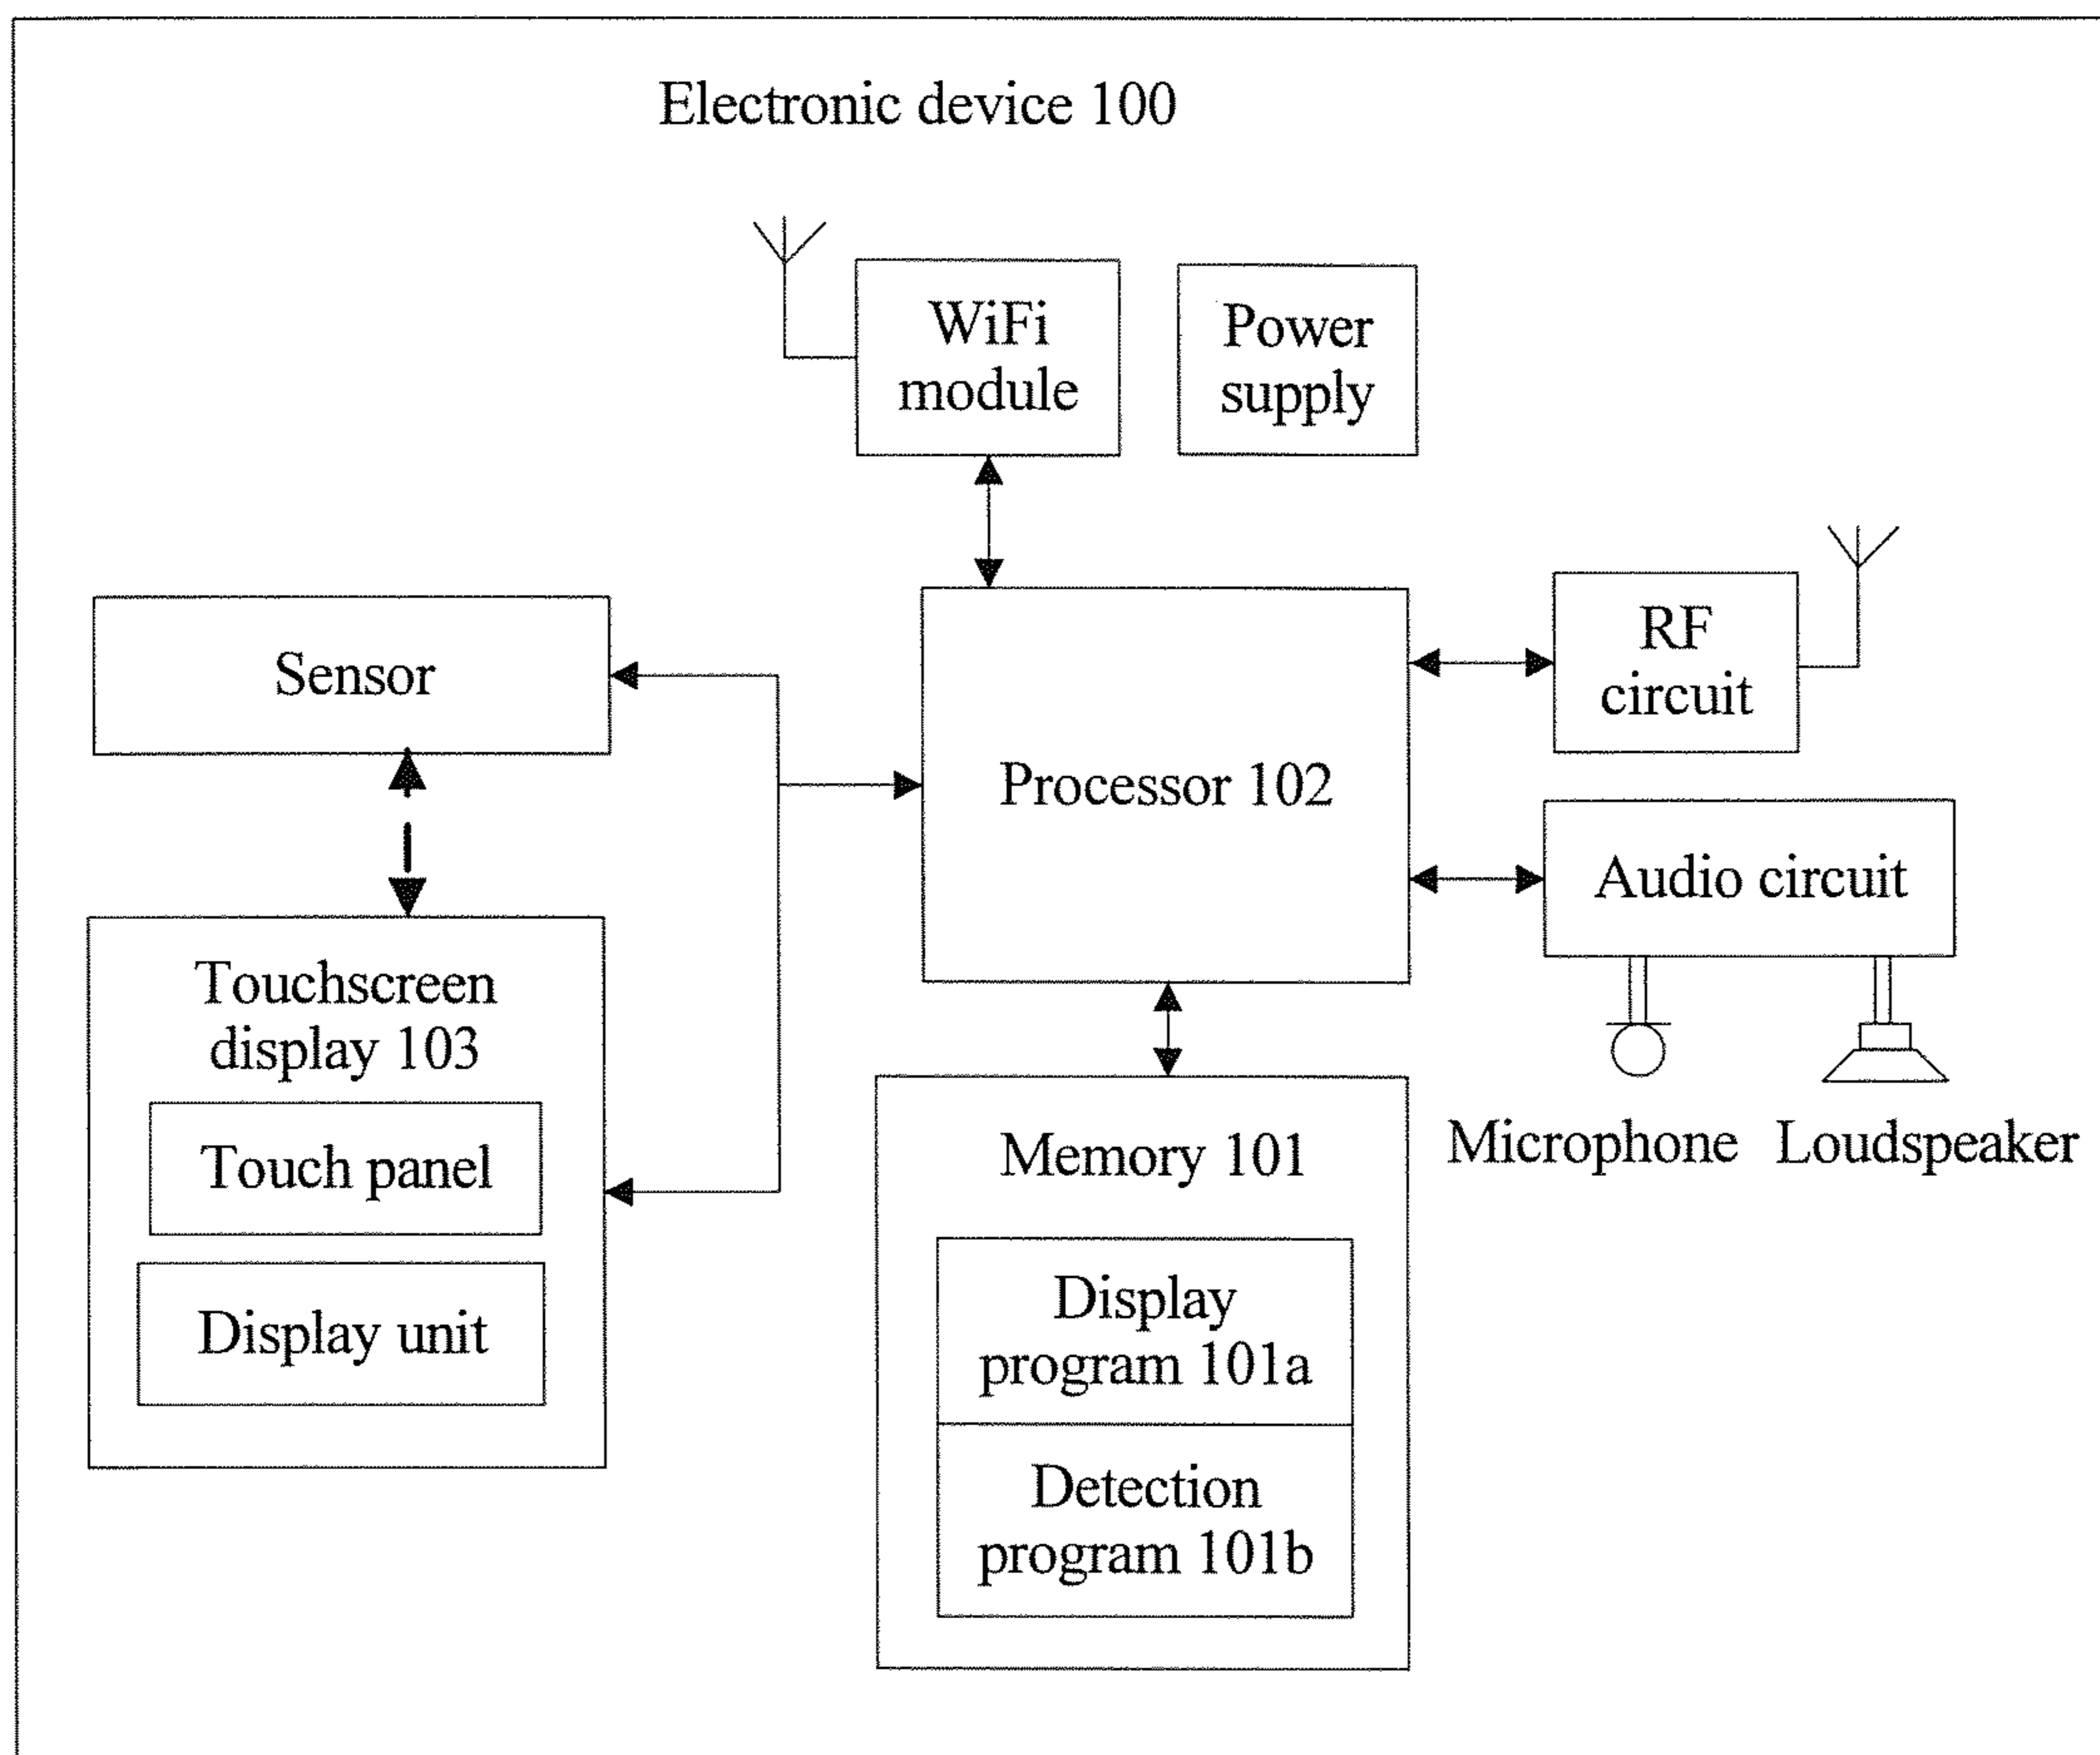 Electronic device 100
WiFi
module
Power
supply
Sensor
Processor 102
RF
circuit
Audio circuit
Microphone
Loudspeaker
Touchscreen
display 103
Touch panel
Display unit
Memory 101
Display
program 101a
Detection
program 101b